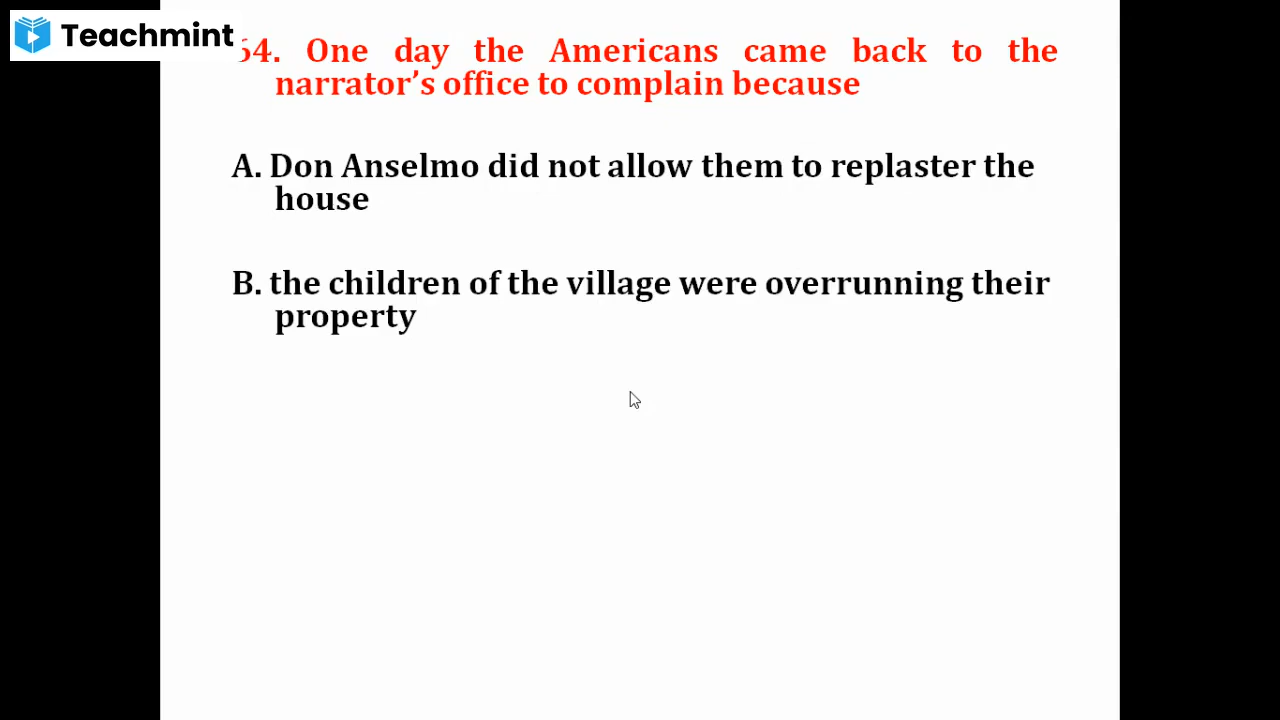 Teachmint
64. One day the Americans came back to the
narrator's office to complain because
A. Don Anselmo did not allow them to replaster the
house
B. the children of the village were overrunning their
property